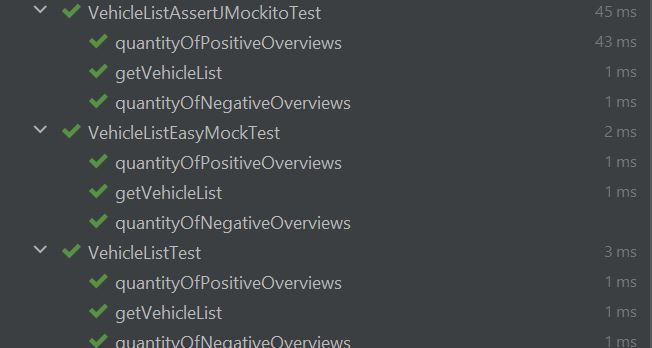 VehicleListAssertJMockitoTest 45 ms
quantityOfPositiveOverviews 43 ms
getVehicleList 1 ms
quantityOfNegativeOverviews 1 ms
VehicleListEasyMockTest 2 ms
quantityOfPositiveOverviews 1 ms
getVehicleList 1 ms
quantityOfNegativeOverviews
VehicleListTest 3 ms
quantityOfPositiveOverviews 1 ms
getVehicleList 1 ms
quantityOfNegativeOverviews 1 ms